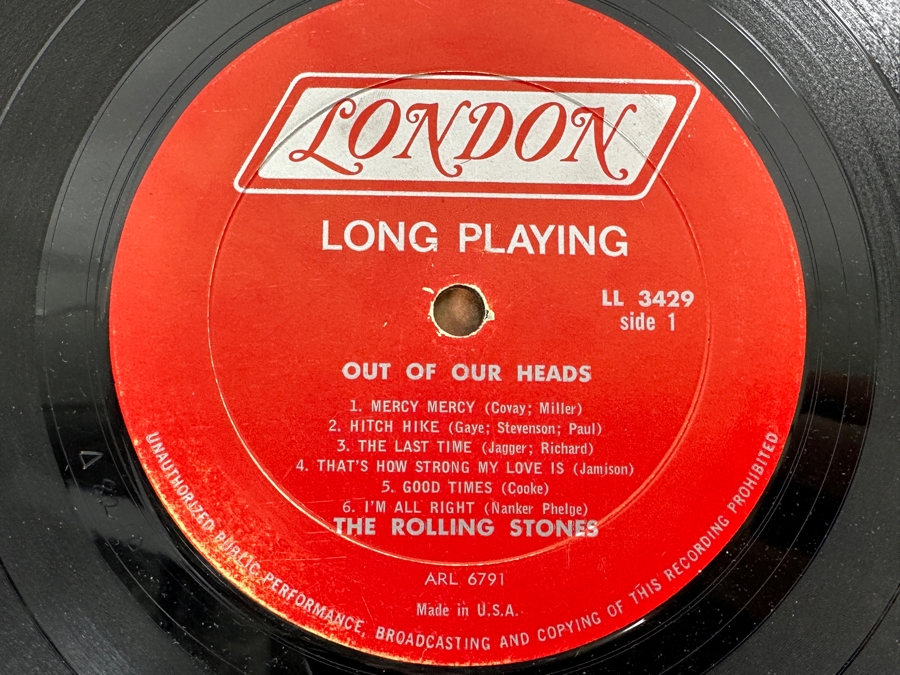 LONDON
LONG PLAYING
LL 3429
side 1
OUT OF OUR HEADS
1. MERCY MERCY (Covay; Miller)
2. HITCH HIKE (Gaye; Stevenson; Paul)
3. THE LAST TIME (Jagger; Richard)
4. THAT'S HOW STRONG MY LOVE IS (Jamison)
5. GOOD TIMES (Cooke)
6. I'M ALL RIGHT (Nanker Phelge)
THE ROLLING STONES
ARL 6791
Made in U.S.A.
UNAUTHORIZED PUBLIC PERFORMANCE, BROADCASTING AND COPYING OF THIS RECORDING PROHIBITED